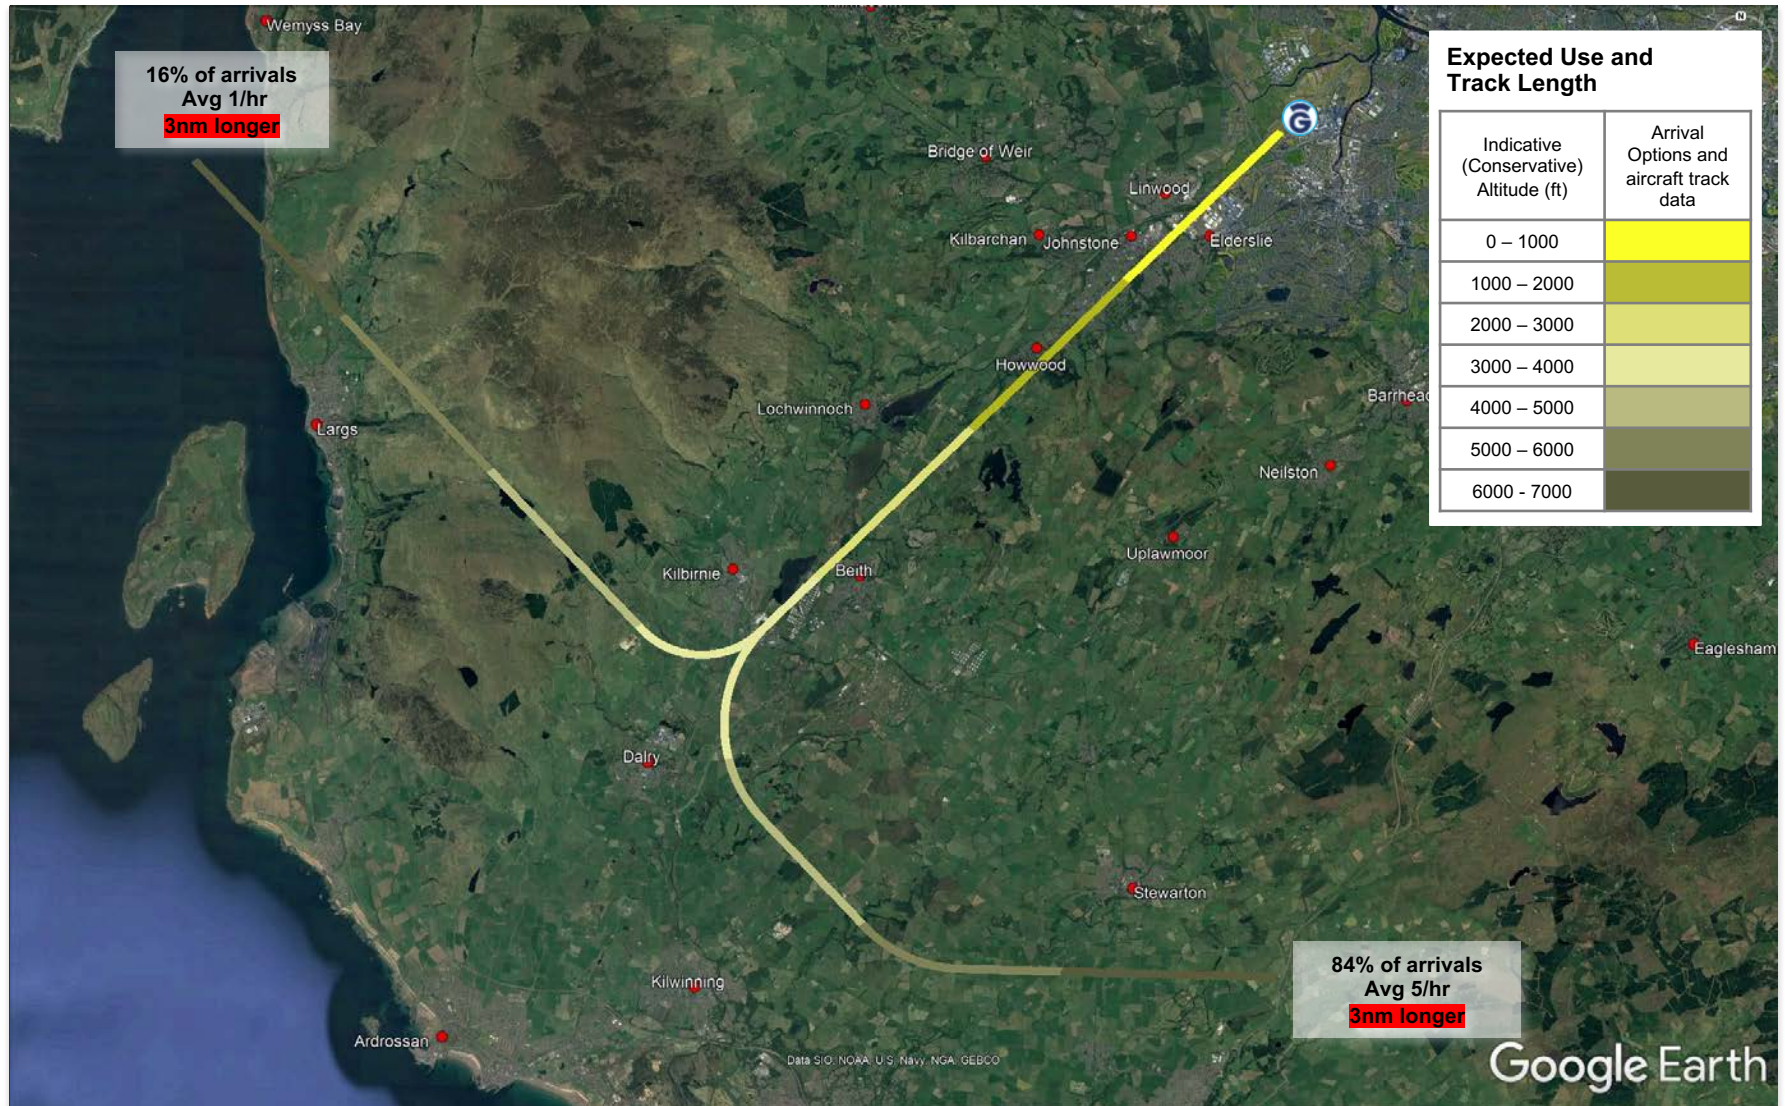 Wemyss Bay
16% of arrivals
Avg 1/hr
3nm longer
N
Expected Use and
Track Length
Indicative
(Conservative)
Altitude (ft)
Arrival
Options and
aircraft track
data
0 – 1000
1000 – 2000
2000 – 3000
3000 – 4000
4000 – 5000
5000 – 6000
6000 - 7000
G
Bridge of Weir
Linwood
Kilbarchan
Johnstone
Elderslie
Howwood
Lochwinnoch
Barrhead
Largs
Neilston
Uplawmoor
Kilbirnie
Beith
Eaglesham
Dalry
Stewarton
Kilwinning
84% of arrivals
Avg 5/hr
3nm longer
Ardrossan
Data SIO, NOAA, U.S. Navy, NGA, GEBCO
Google Earth